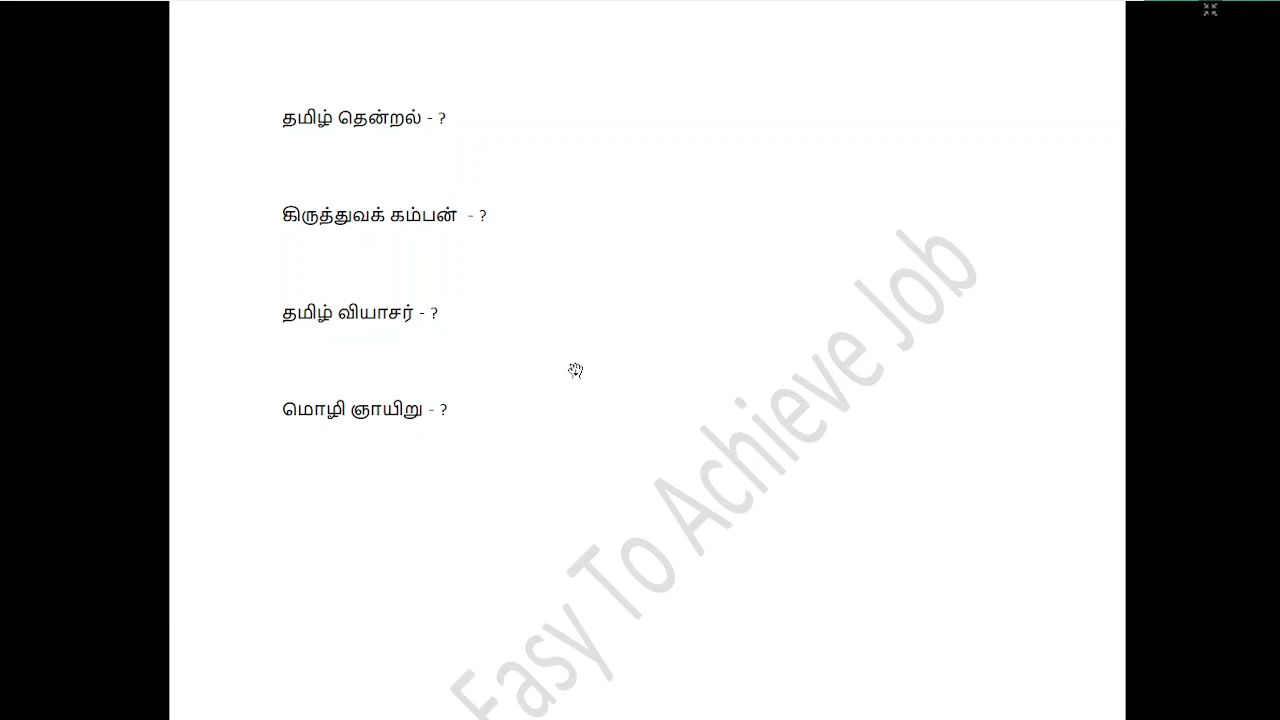 தமிழ் தென்றல் - ?
கிருத்துவக் கம்பன் - ?
தமிழ் வியாசர் - ?
மொழி ஞாயிறு - ?
Easy To Achieve Job